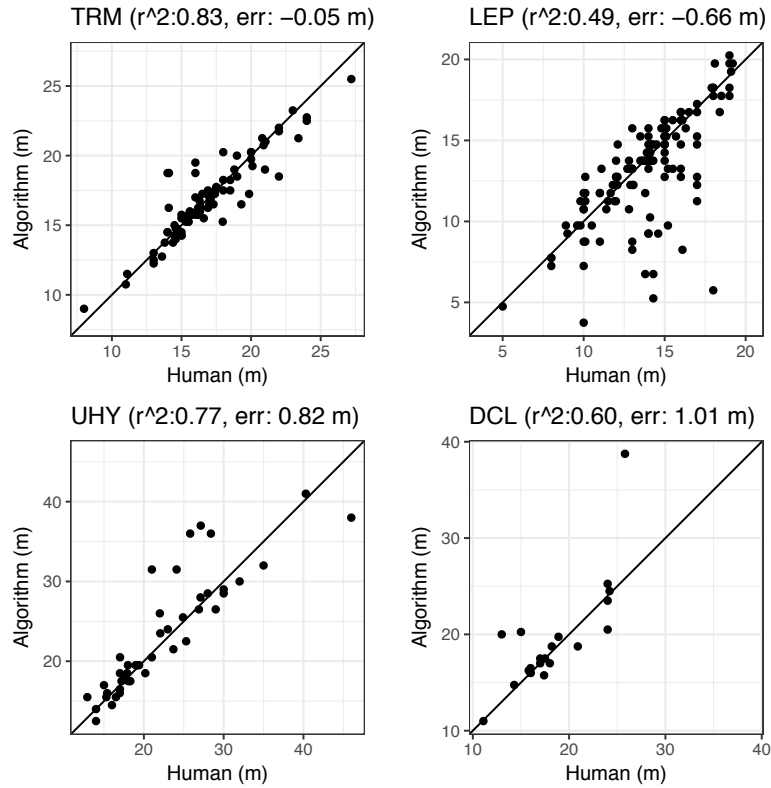 TRM (r^2:0.83, err: −0.05 m)
25
20
15
10
Algorithm (m)
10 15 20 25
Human (m)
LEP (r^2:0.49, err: −0.66 m)
20
15
10
5
Algorithm (m)
5 10 15 20
Human (m)
UHY (r^2:0.77, err: 0.82 m)
40
30
20
Algorithm (m)
20 30 40
Human (m)
DCL (r^2:0.60, err: 1.01 m)
40
30
20
10
Algorithm (m)
10 20 30 40
Human (m)